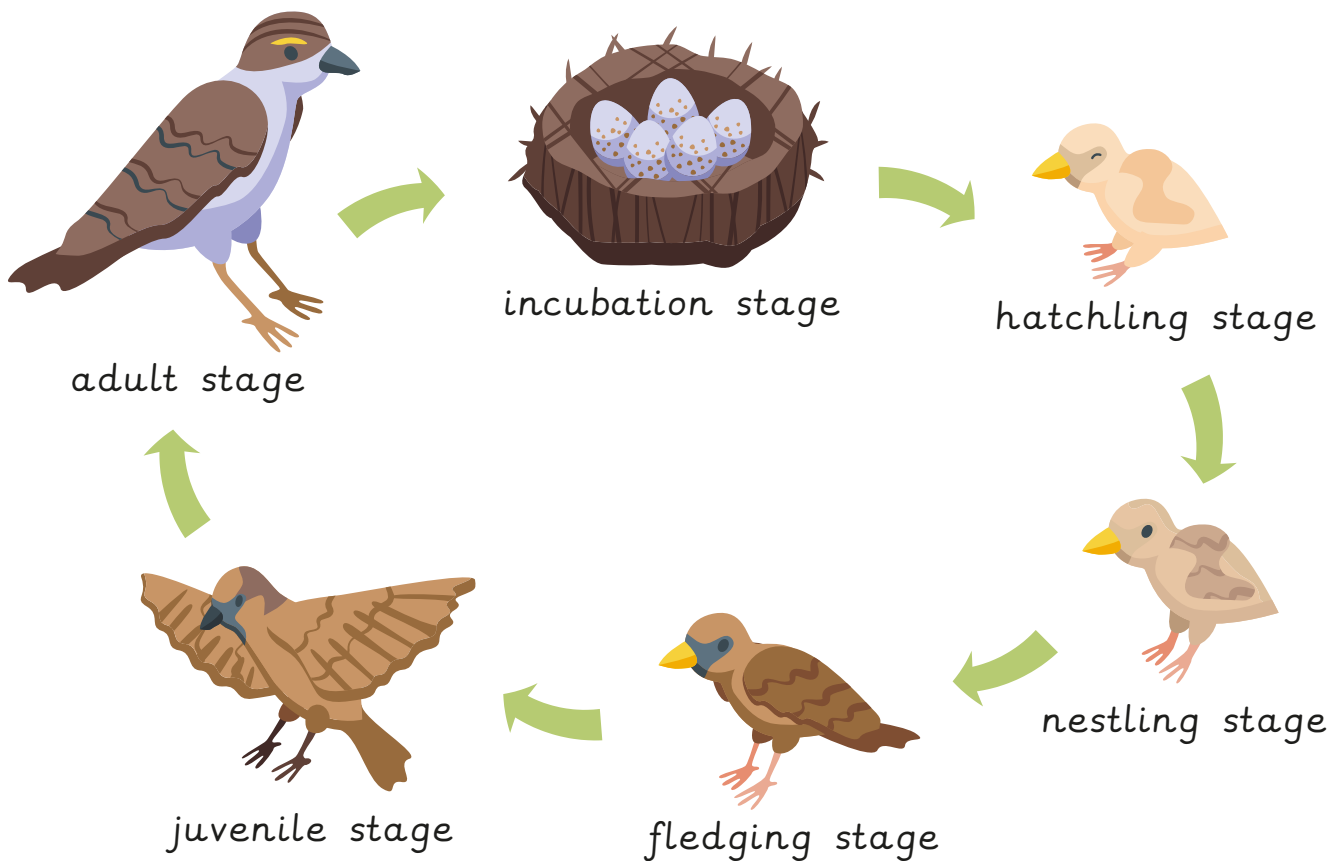 adult stage
incubation stage
hatchling stage
nestling stage
fledging stage
juvenile stage